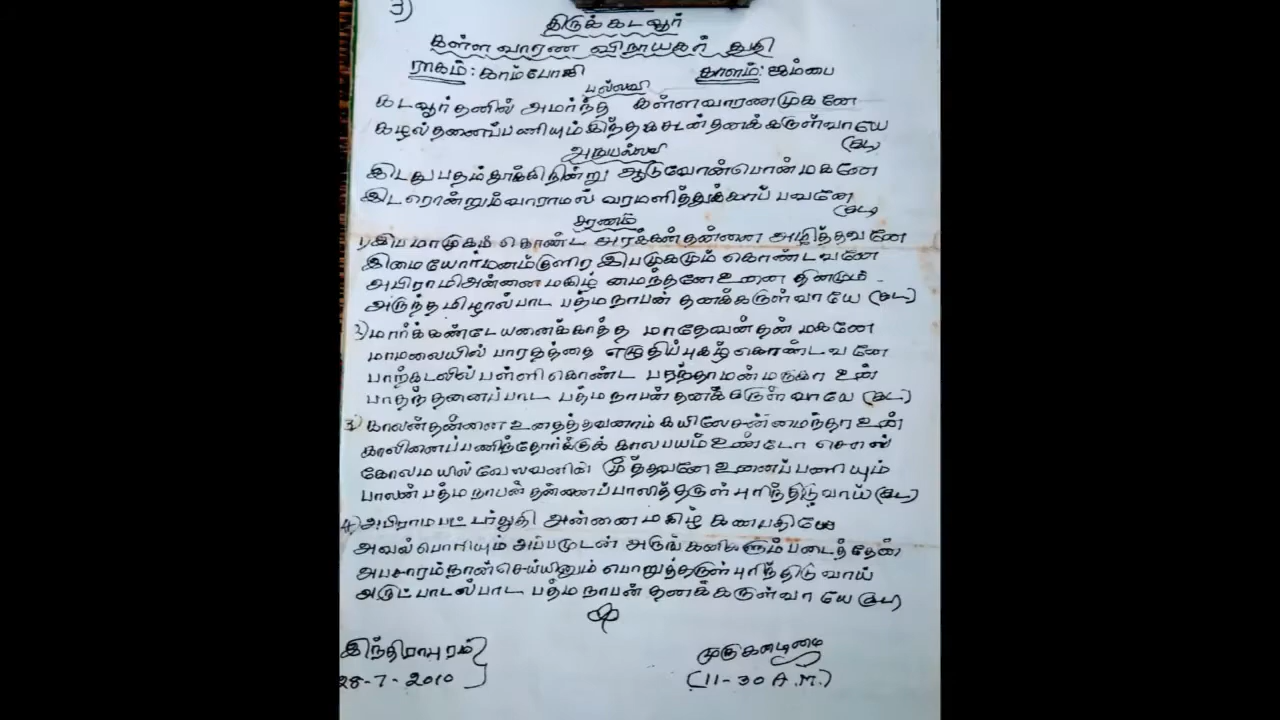 3)
திருக்கடவூர்
கள்ள வாரண விநாயகர் துதி
ராகம்: காம்போஜி தாளம்: ஜம்பை
பல்லவி
கடவூர்தனில் அமர்ந்த கள்ளவாரணமுகனே
கழல்தனைப்பணியும் இந்த கசடன்தனக்கருள்வாயே
(கட)
அநுபல்லவி
இடதுபதம்தூக்கிநின்று ஆடுவோன்பொன்மகனே
இடரொன்றும்வாராமல் வரமளித்துக்காப்பவனே
(கட)
சரணம்
1) இபமாமுகம் கொண்ட அரக்கன்தன்னை அழித்தவனே
இமையோர்மனம்குளிர இபமுகமும் கொண்டவனே
அபிராமிஅன்னை மகிழ் மைந்தனே உனை தினமும்
அருந்தமிழால்பாட பத்மநாபன் தனக்கருள்வாயே (கட)
2) மார்க்கண்டேயனைக்காத்த மாதேவன்தன் மகனே
மாமலையில் பாரதத்தை எழுதிப்புகழ்கொண்டவனே
பாற்கடலில் பள்ளிகொண்ட பரந்தாமன்மருகா உன்
பாதந்தனைப்பாட பத்மநாபன்தனக்கருள்வாயே (கட)
3) காலன்தன்னை உதைத்தவனாம் கயிலேசன்மைந்தா உன்
காலினைப்பணிந்தோர்க்குக் காலபயம் உண்டோ சொல்
கோலமயில்வேலவனின் மூத்தவனே உனைப்பணியும்
பாலன் பத்மநாபன் தன்னைப்பாலித்தருள் புரிந்திடுவாய் (கட)
4) அபிராமபட்டர்துதி அன்னைமகிழ் கணபதியே
அவல்பொரியும் அப்பமுடன் அருங்கனிகளும்படைத்தேன்
அபசாரம்நான்செய்யினும் பொறுத்தருள்புரிந்திடுவாய்
அருட்பாடல்பாட பத்மநாபன் தனக்கருள்வாயே (கட)
இந்திராபுரம்
28-7-2010
முருகனடிமை
(11-30 A.M.)